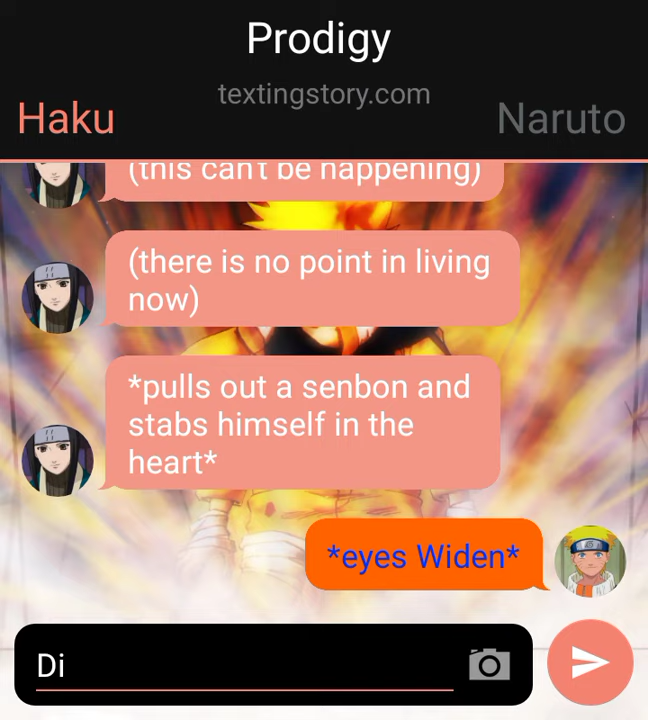 Prodigy
textingstory.com
Haku
Naruto
(this can't be happening)
(there is no point in living
now)
*pulls out a senbon and
stabs himself in the
heart*
*eyes Widen*
Di